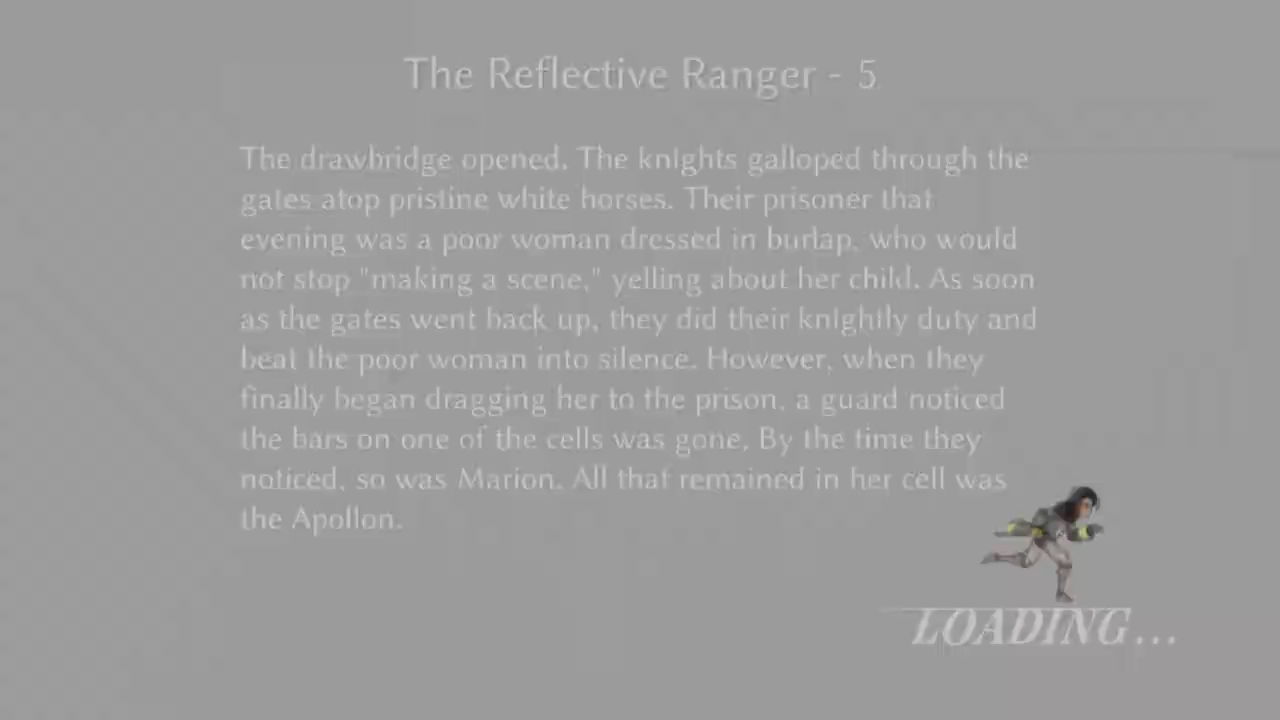 The Reflective Ranger - 5
The drawbridge opened. The knights galloped through the
gates atop pristine white horses. Their prisoner that
evening was a poor woman dressed in burlap, who would
not stop "making a scene," yelling about her child. As soon
as the gates went back up, they did their knightly duty and
beat the poor woman into silence. However, when they
finally began dragging her to the prison, a guard noticed
the bars on one of the cells was gone. By the time they
noticed, so was Marion. All that remained in her cell was
the Apollon.
LOADING...